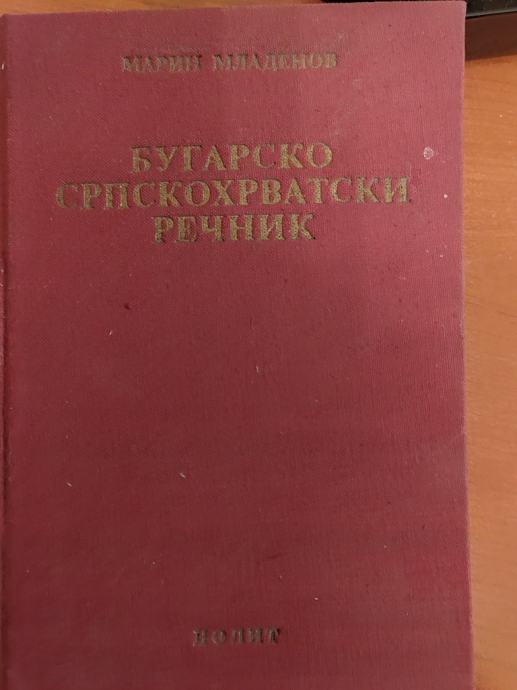 МАРИН МЛАДЕНОВ
БУГАРСКО
СРПСКОХРВАТСКИ
РЕЧНИК
НОЛИТ